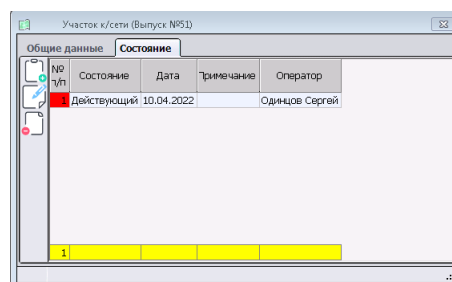 Участок к/сети (Выпуск №51)
Общие данные Состояние
№ п/п Состояние Дата Примечание Оператор
1 Действующий 10.04.2022 Одинцов Сергей
1